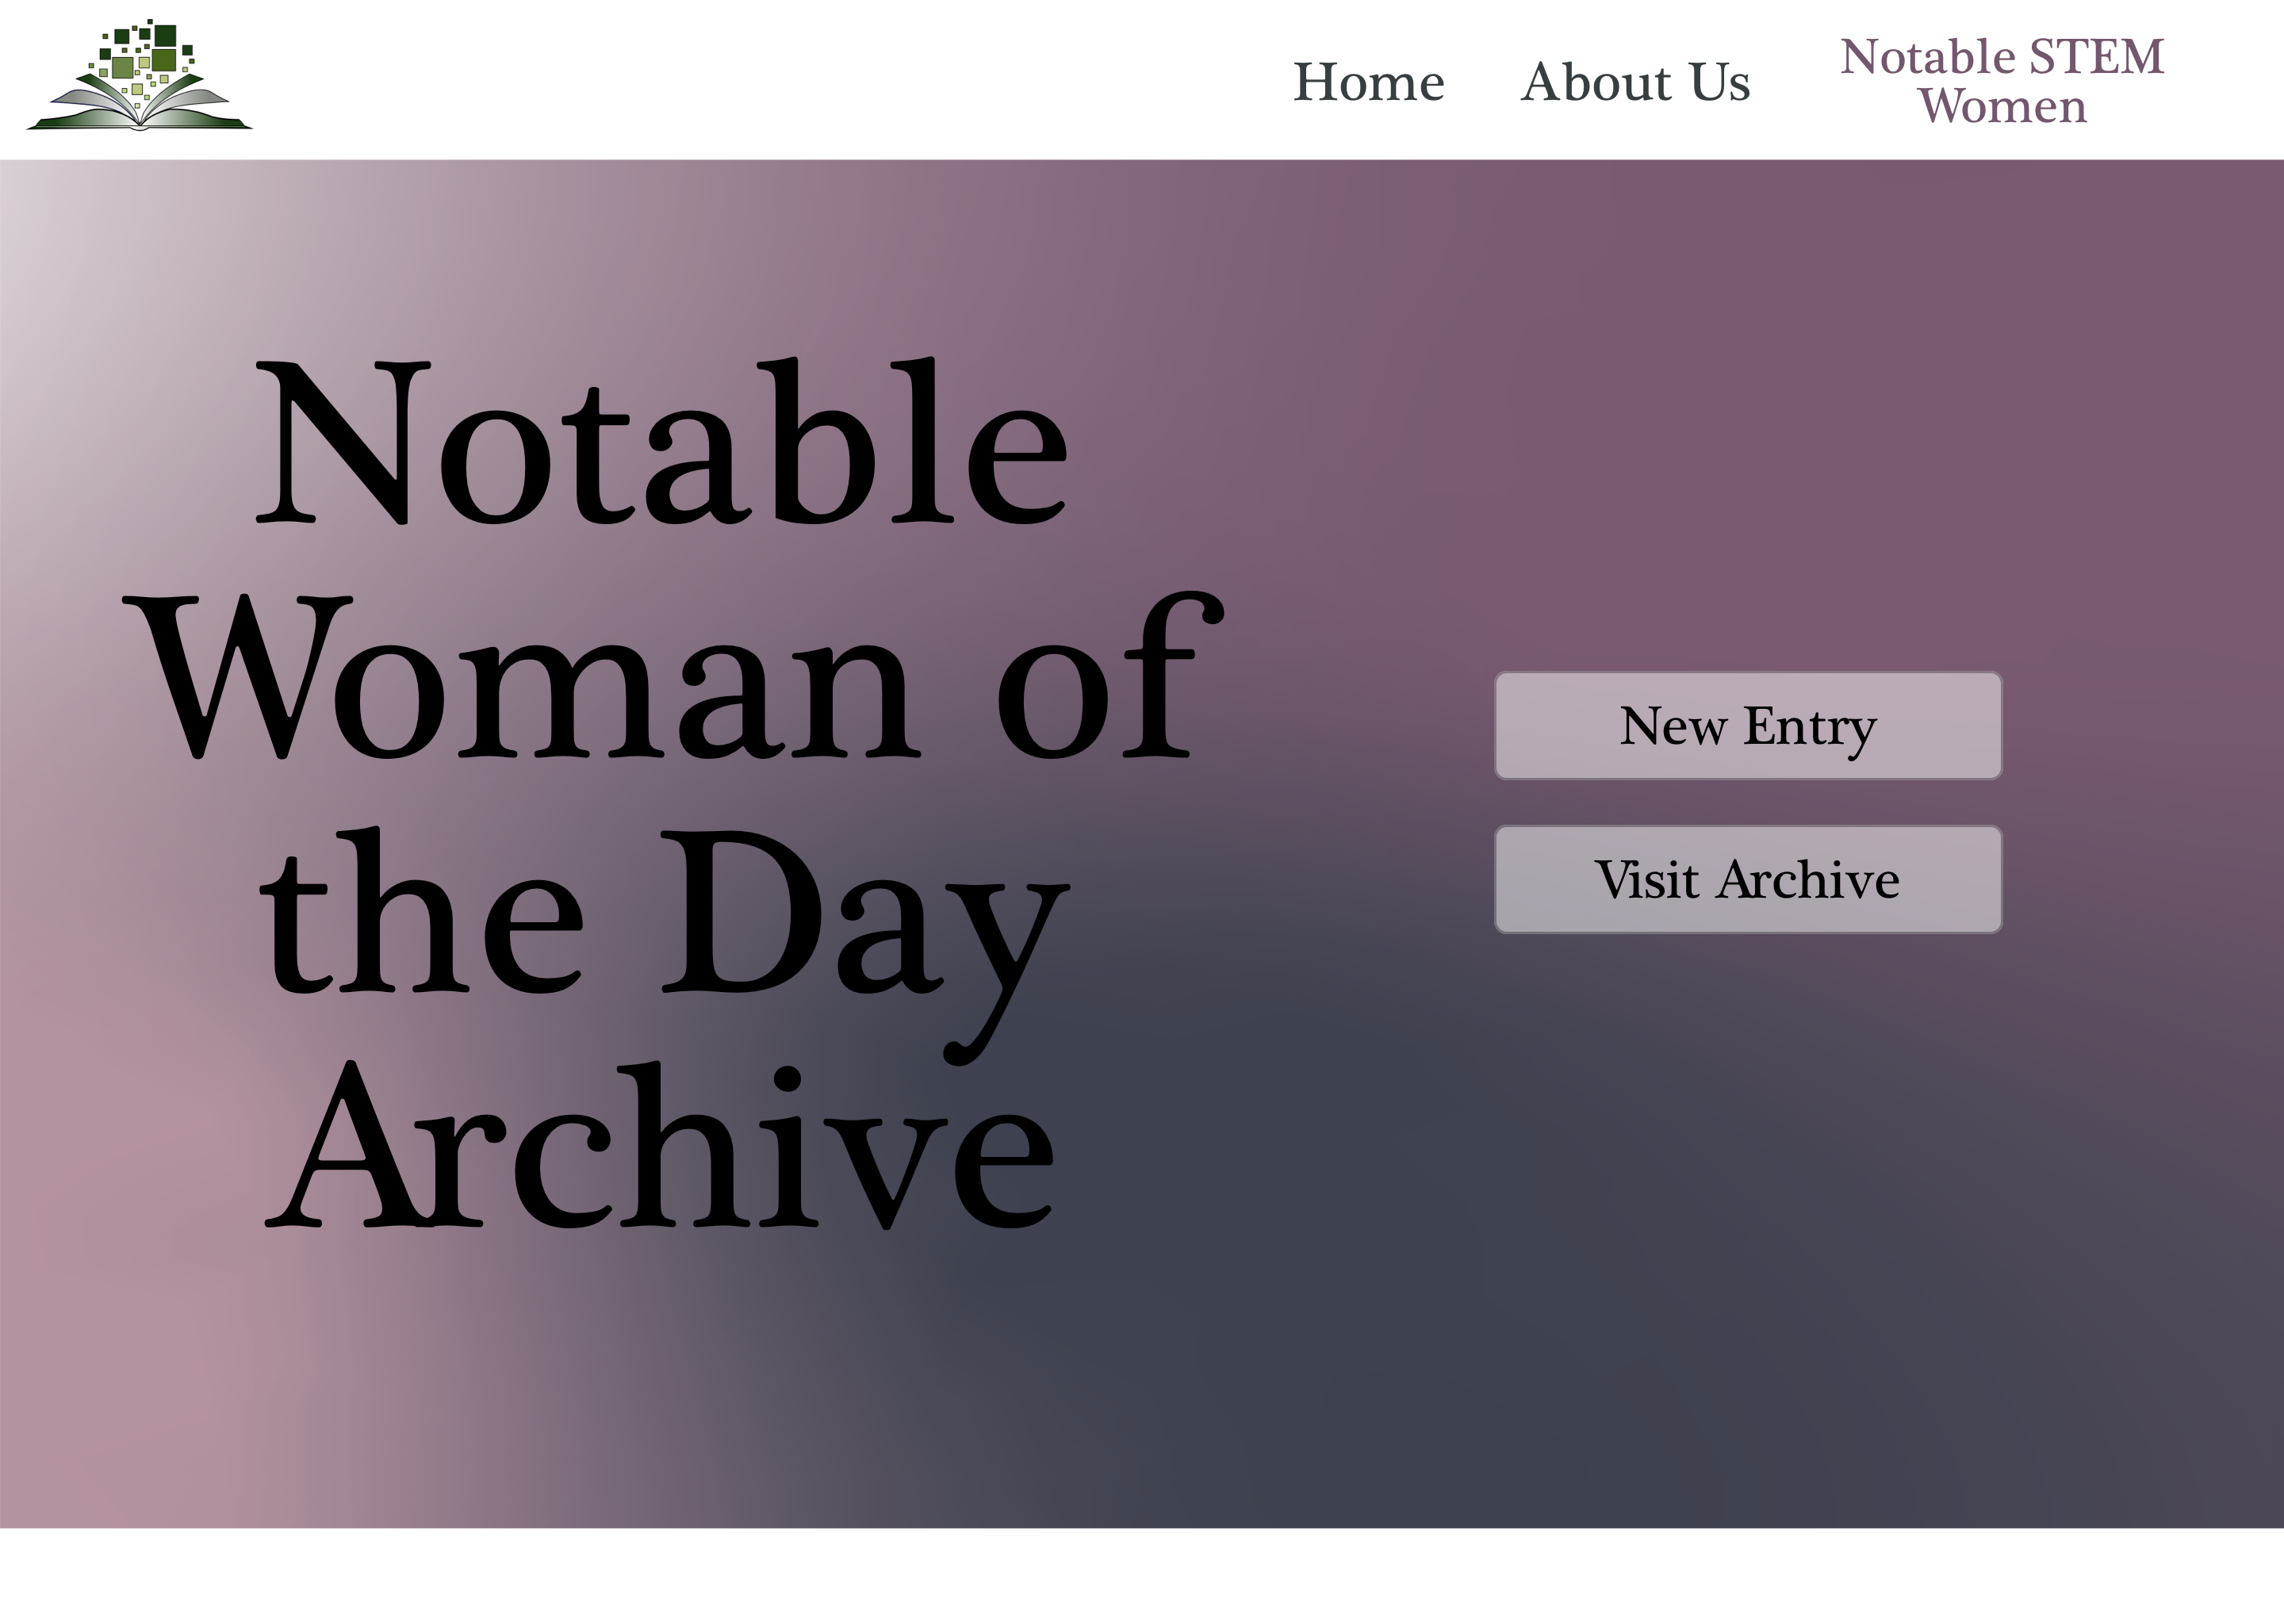 Home
About Us
Notable STEM
Women
Notable
Woman of
the Day
Archive
New Entry
Visit Archive